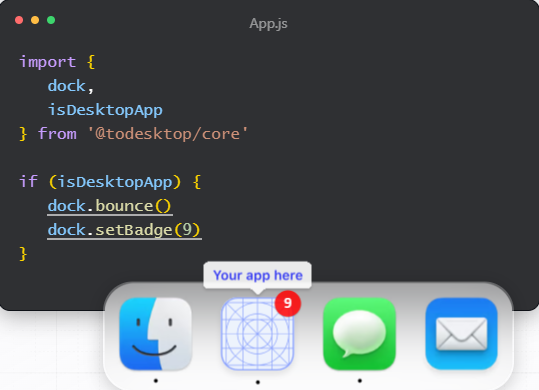 App.js
import {
   dock,
   isDesktopApp
} from '@todesktop/core'

if (isDesktopApp) {
   dock.bounce()
   dock.setBadge(9)
}
Your app here
9